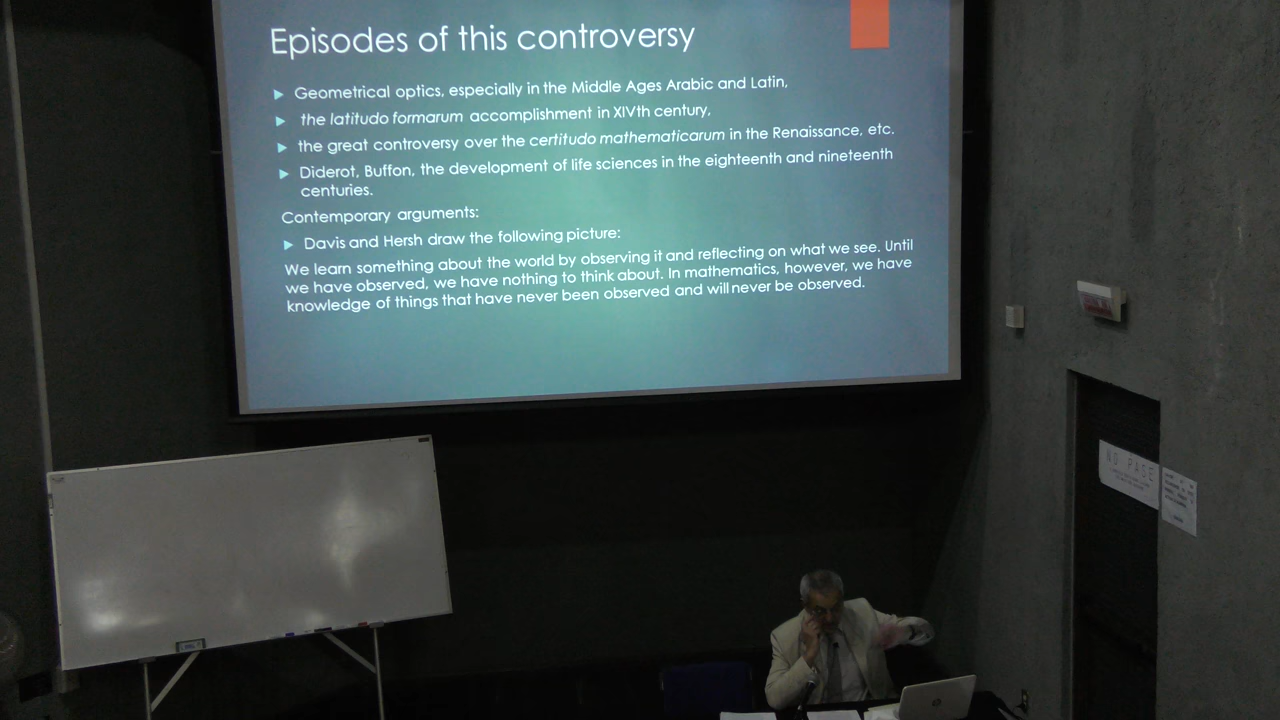 Episodes of this controversy
Geometrical optics, especially in the Middle Ages Arabic and Latin,
the latitudo formarum accomplishment in XIVth century,
the great controversy over the certitudo mathematicarum in the Renaissance, etc.
Diderot, Buffon, the development of life sciences in the eighteenth and nineteenth
centuries.
Contemporary arguments:
Davis and Hersh draw the following picture:
We learn something about the world by observing it and reflecting on what we see. Until
we have observed, we have nothing to think about. In mathematics, however, we have
knowledge of things that have never been observed and will never be observed.
NO PASE